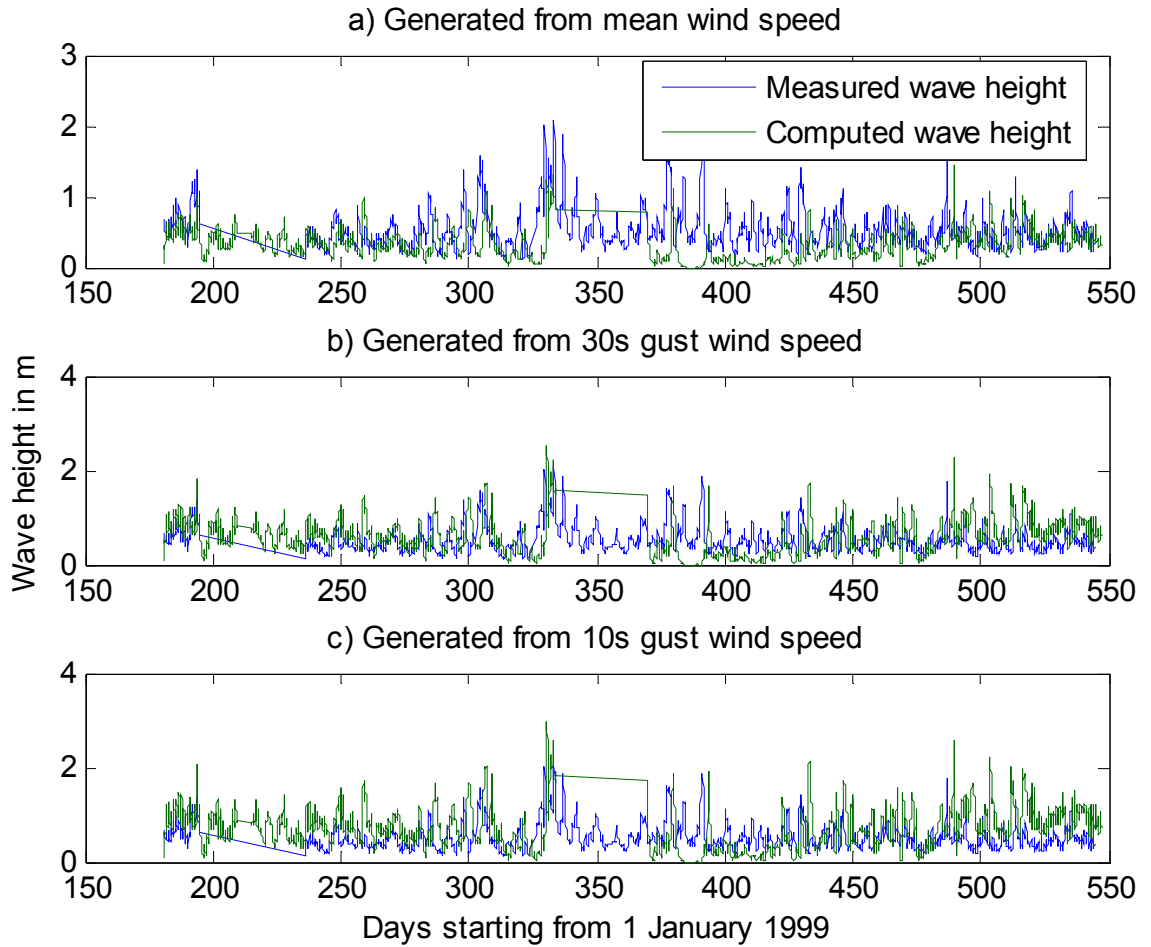 a) Generated from mean wind speed
3
2
1
0
Measured wave height
Computed wave height
150 200 250 300 350 400 450 500 550
b) Generated from 30s gust wind speed
4
2
0
150 200 250 300 350 400 450 500 550
Wave height in m
c) Generated from 10s gust wind speed
4
2
0
150 200 250 300 350 400 450 500 550
Days starting from 1 January 1999